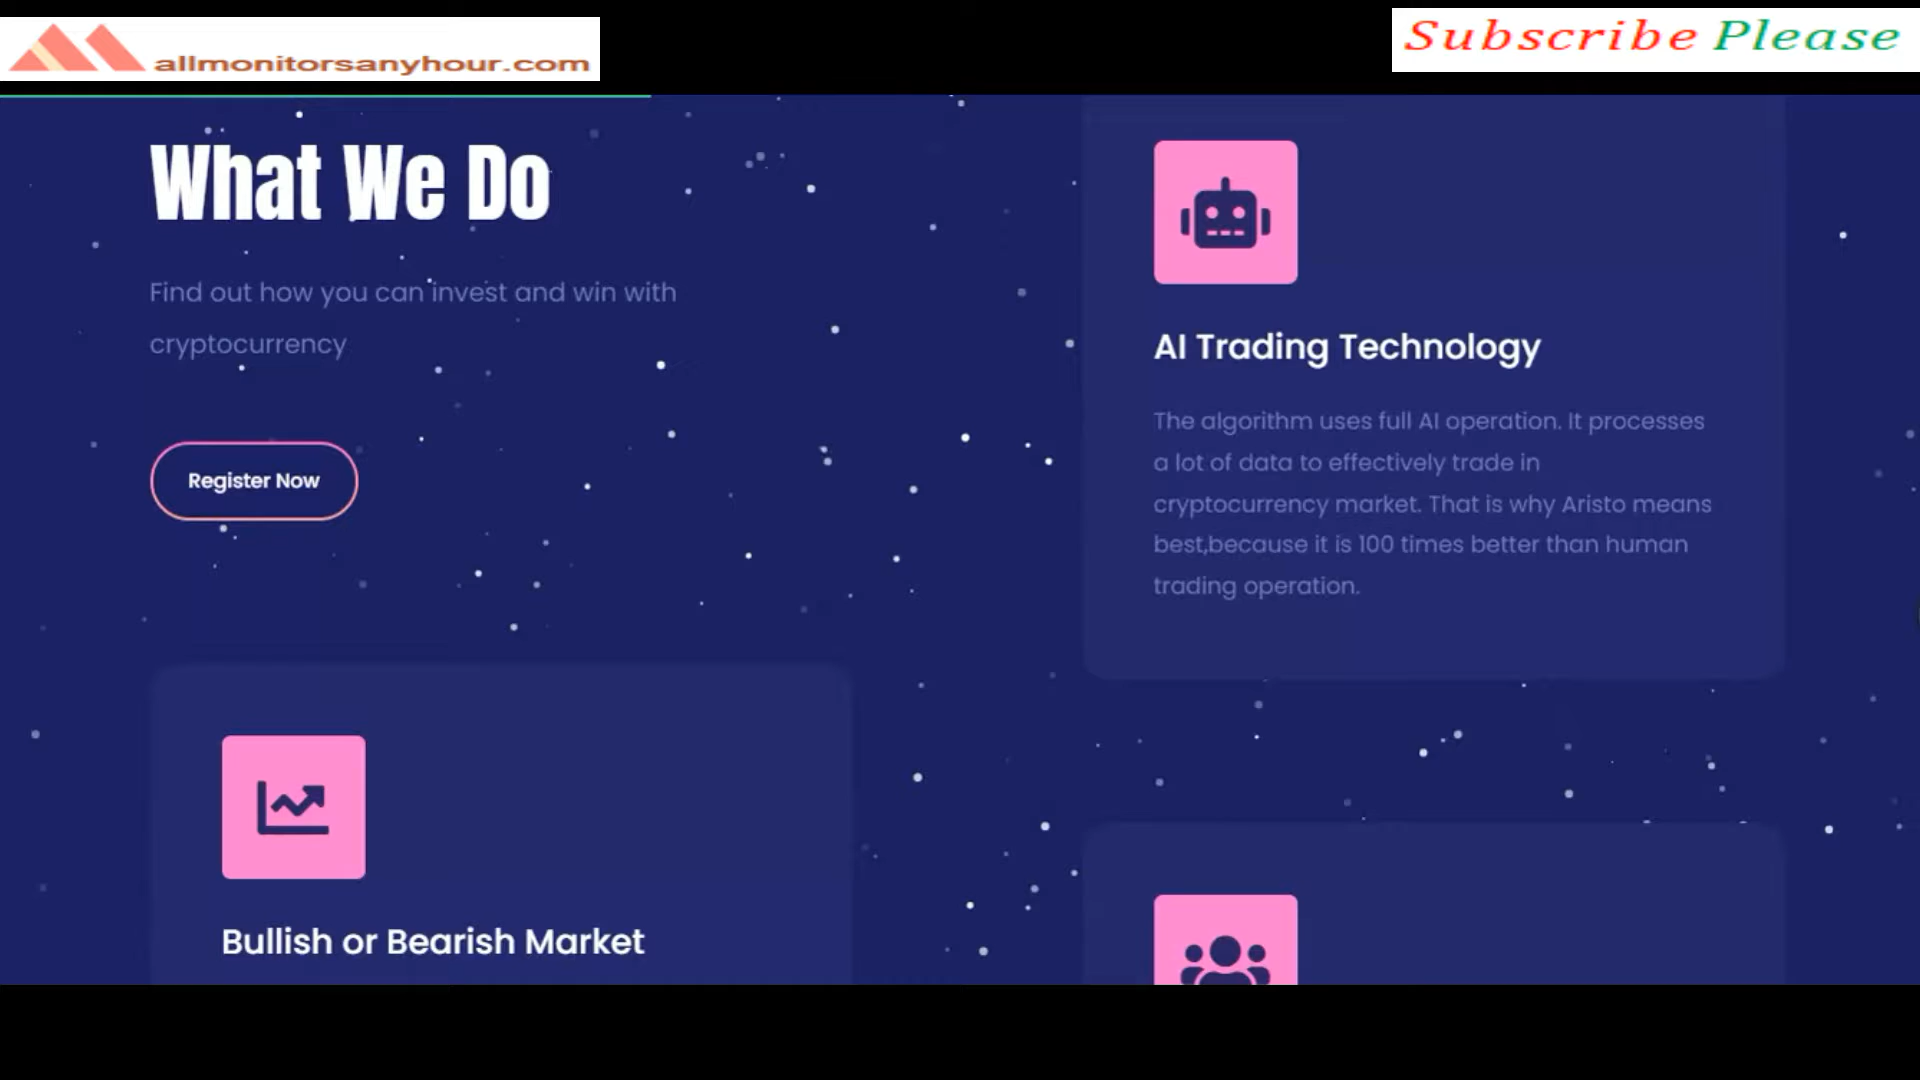 allmonitorsanyhour.com
Subscribe Please
What We Do
Find out how you can invest and win with
cryptocurrency
Register Now
AI Trading Technology
The algorithm uses full AI operation. It processes
a lot of data to effectively trade in
cryptocurrency market. That is why Aristo means
best,because it is 100 times better than human
trading operation.
Bullish or Bearish Market